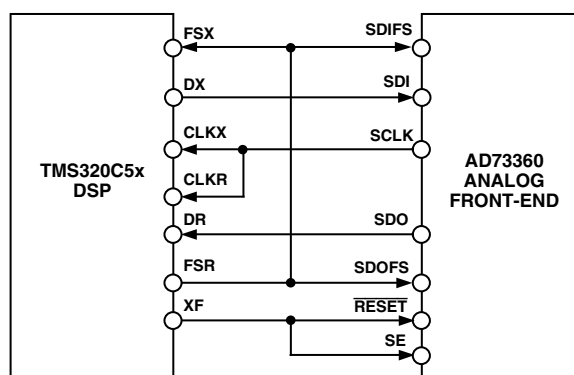 TMS320C5x
DSP
FSX
DX
CLKX
CLKR
DR
FSR
XF
SDIFS
SDI
SCLK
SDO
SDOFS
RESET
SE
AD73360
ANALOG
FRONT-END